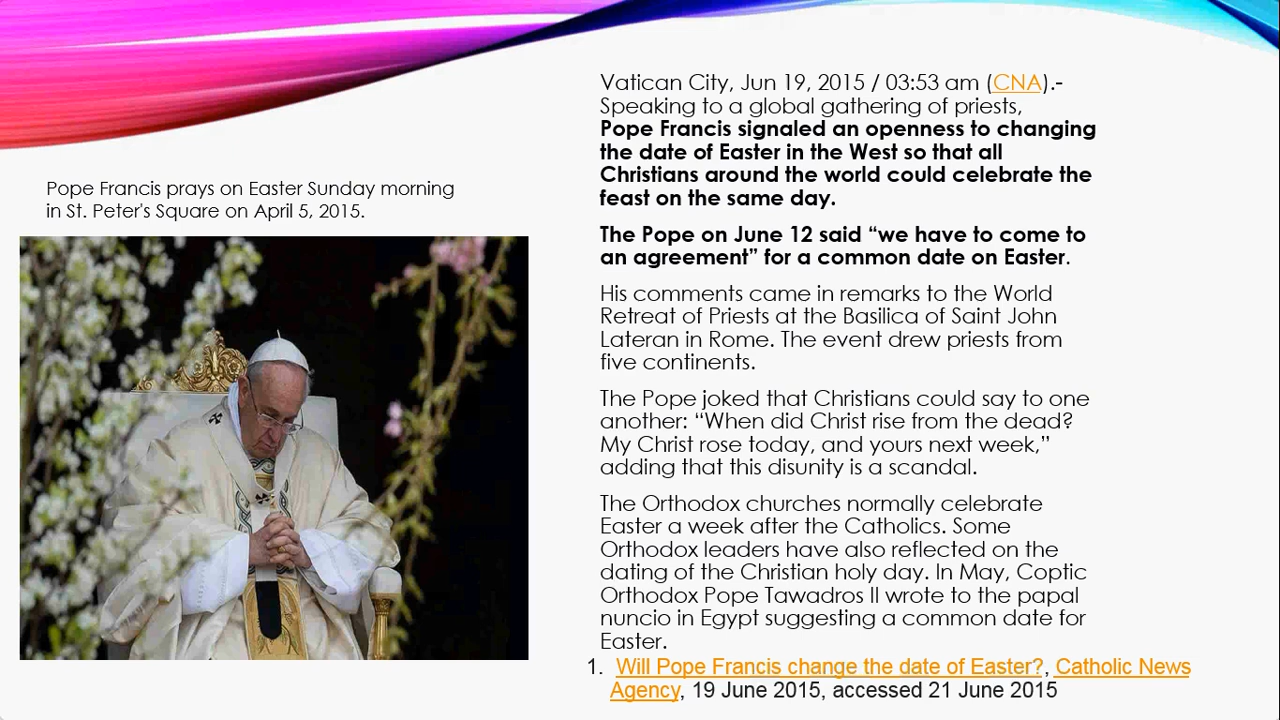 Vatican City, Jun 19, 2015 / 03:53 am (CNA).-
Speaking to a global gathering of priests,
Pope Francis signaled an openness to changing
the date of Easter in the West so that all
Christians around the world could celebrate the
feast on the same day.
The Pope on June 12 said “we have to come to
an agreement” for a common date on Easter.
His comments came in remarks to the World
Retreat of Priests at the Basilica of Saint John
Lateran in Rome. The event drew priests from
five continents.
The Pope joked that Christians could say to one
another: “When did Christ rise from the dead?
My Christ rose today, and yours next week,”
adding that this disunity is a scandal.
The Orthodox churches normally celebrate
Easter a week after the Catholics. Some
Orthodox leaders have also reflected on the
dating of the Christian holy day. In May, Coptic
Orthodox Pope Tawadros II wrote to the papal
nuncio in Egypt suggesting a common date for
Easter.
1. Will Pope Francis change the date of Easter?, Catholic News
Agency, 19 June 2015, accessed 21 June 2015
Pope Francis prays on Easter Sunday morning
in St. Peter's Square on April 5, 2015.